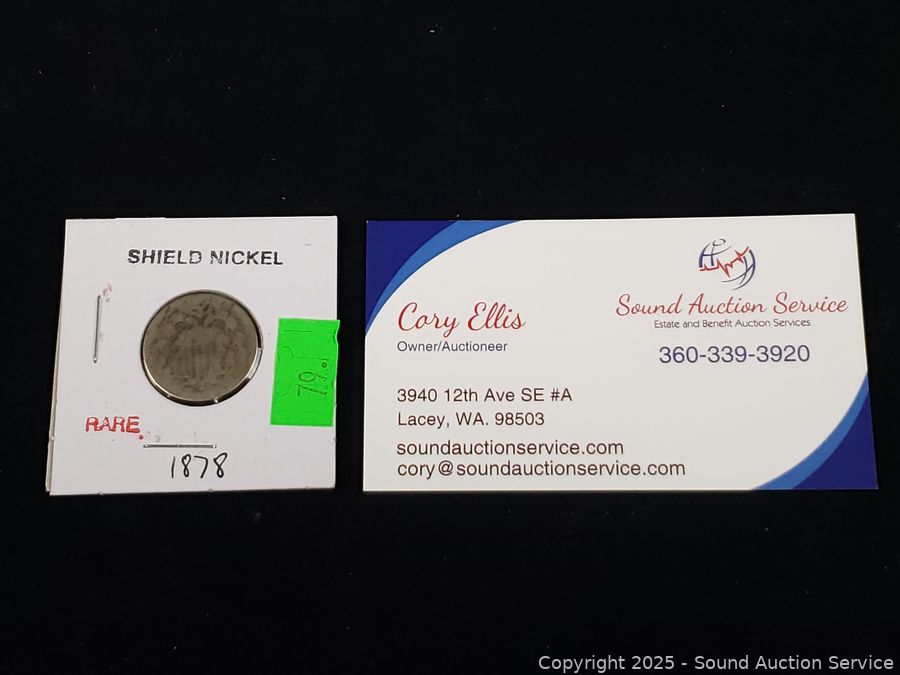 SHIELD NICKEL
RARE.
1878
Cory Ellis
Owner/Auctioneer
Sound Auction Service
Estate and Benefit Auction Services
360-339-3920
3940 12th Ave SE #A
Lacey, WA. 98503
soundauctionservice.com
cory@soundauctionservice.com
Copyright 2025 - Sound Auction Service